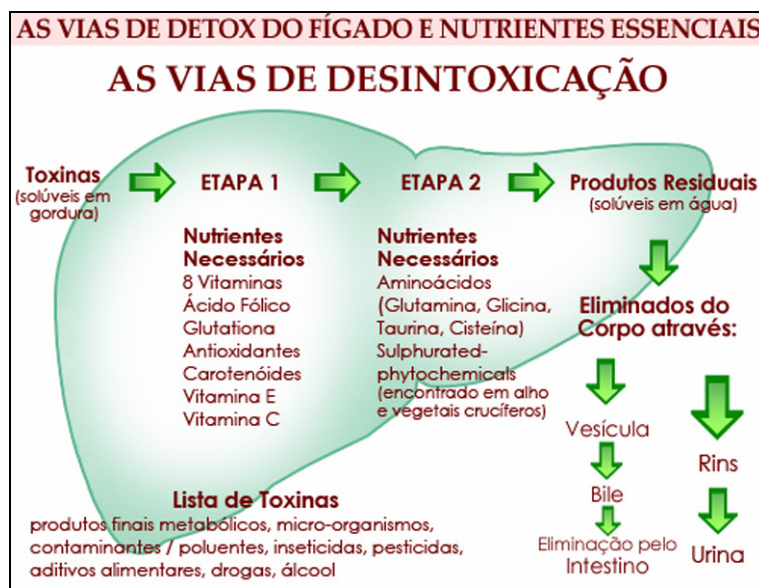 AS VIAS DE DETOX DO FÍGADO E NUTRIENTES ESSENCIAIS
AS VIAS DE DESINTOXICAÇÃO
Toxinas
(solúveis em
gordura)
ETAPA 1
Nutrientes
Necessários
8 Vitaminas
Ácido Fólico
Glutationa
Antioxidantes
Carotenóides
Vitamina E
Vitamina C
ETAPA 2
Nutrientes
Necessários
Aminoácidos
(Glutamina, Glicina,
Taurina, Cisteína)
Sulphurated-
phytochemicals
(encontrado em alho
e vegetais crucíferos)
Produtos Residuais
(solúveis em água)
Eliminados do
Corpo através:
Vesícula
Bile
Eliminação pelo
Intestino
Rins
Urina
Lista de Toxinas
produtos finais metabólicos, micro-organismos,
contaminantes / poluentes, inseticidas, pesticidas,
aditivos alimentares, drogas, álcool